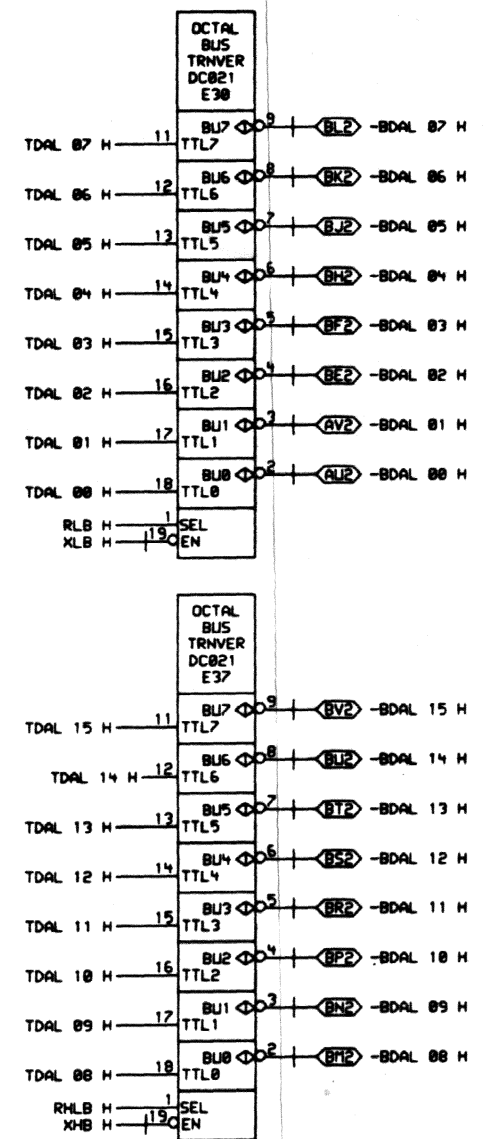 OCTAL
BUS
TRNVER
DC021
E30
BU7 9 BL2 -BDAL 07 H
TDAL 07 H 11 TTL7
BU6 8 BK2 -BDAL 06 H
TDAL 06 H 12 TTL6
BU5 7 BJ2 -BDAL 05 H
TDAL 05 H 13 TTL5
BU4 6 BH2 -BDAL 04 H
TDAL 04 H 14 TTL4
BU3 5 BF2 -BDAL 03 H
TDAL 03 H 15 TTL3
BU2 4 BE2 -BDAL 02 H
TDAL 02 H 16 TTL2
BU1 3 AV2 -BDAL 01 H
TDAL 01 H 17 TTL1
BU0 2 AU2 -BDAL 00 H
TDAL 00 H 18 TTL0
RLB H 1 SEL
XLB H 19 EN
OCTAL
BUS
TRNVER
DC021
E37
BU7 9 BV2 -BDAL 15 H
TDAL 15 H 11 TTL7
BU6 8 BU2 -BDAL 14 H
TDAL 14 H 12 TTL6
BU5 7 BT2 -BDAL 13 H
TDAL 13 H 13 TTL5
BU4 6 BS2 -BDAL 12 H
TDAL 12 H 14 TTL4
BU3 5 BR2 -BDAL 11 H
TDAL 11 H 15 TTL3
BU2 4 BP2 -BDAL 10 H
TDAL 10 H 16 TTL2
BU1 3 BN2 -BDAL 09 H
TDAL 09 H 17 TTL1
BU0 2 BM2 -BDAL 08 H
TDAL 08 H 18 TTL0
RHLB H 1 SEL
XHB H 19 EN